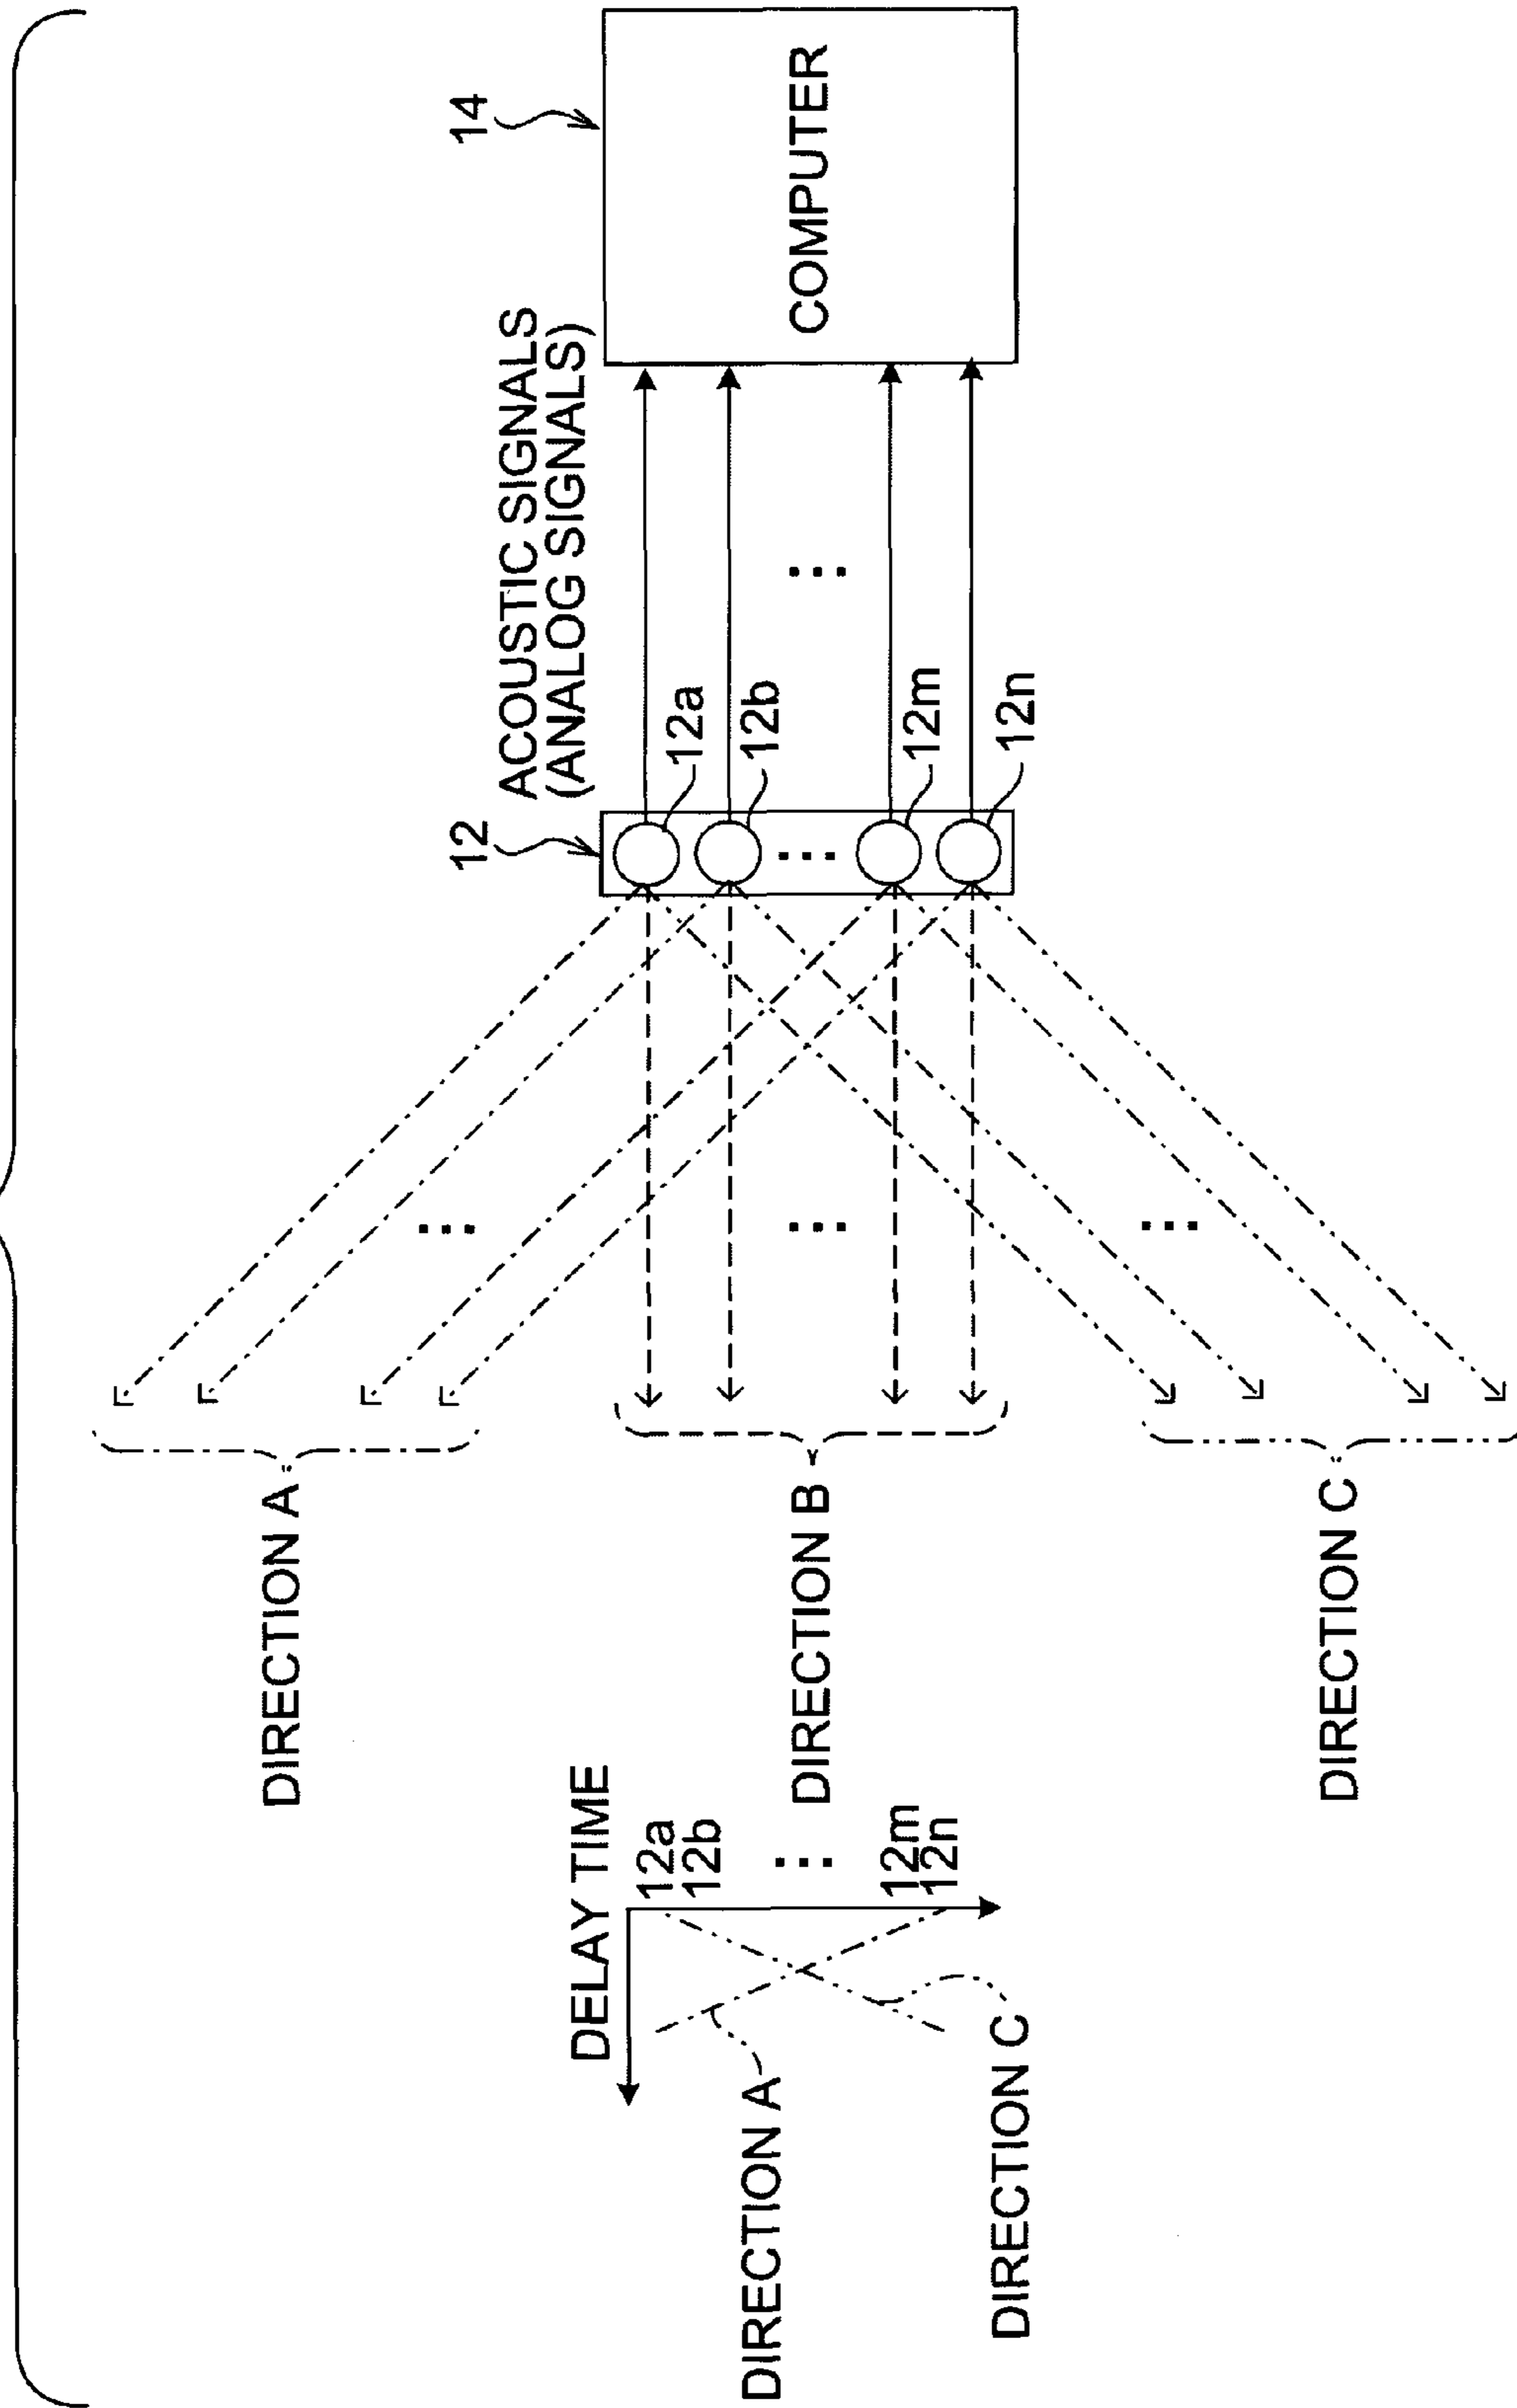 14
COMPUTER
ACOUSTIC SIGNALS
(ANALOG SIGNALS)
12
12a
12b
...
12m
12n
...
...
...
...
DIRECTION A
DIRECTION B
DIRECTION C
DELAY TIME
12a
12b
...
12m
12n
DIRECTION A
DIRECTION C